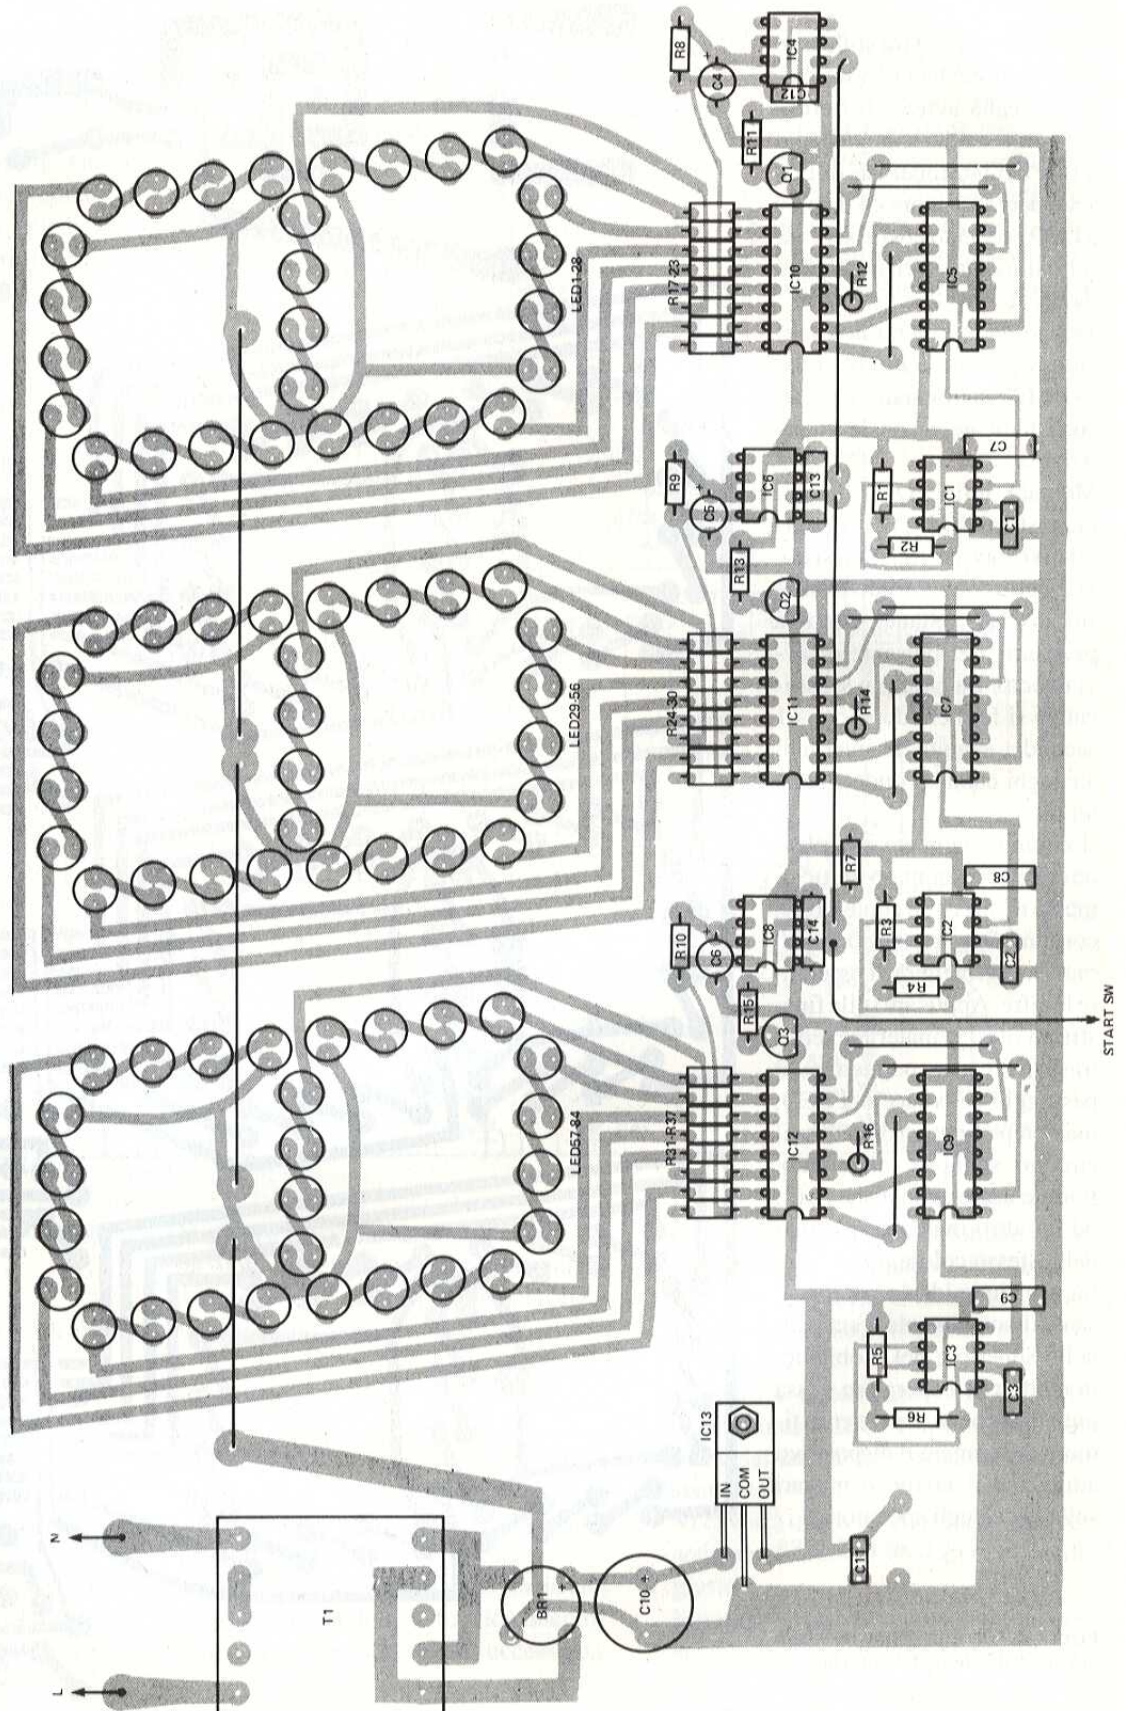 R8
C4
IC4
C12
R11
Q1
LED1-28
R17-23
IC10
R12
IC5
R9
C5
IC6
C13
R1
IC1
C7
R2
C1
R13
Q2
LED29-56
R24-30
IC11
R14
IC7
R7
R10
C6
IC8
C14
R3
IC2
C8
R4
C2
R15
Q3
START SW
LED57-84
R31-R37
IC12
R16
IC9
C9
R5
IC3
R6
C3
IC13
IN
COM
OUT
N
L
T1
BR1
+
-
C10
+
C11
+
+
+